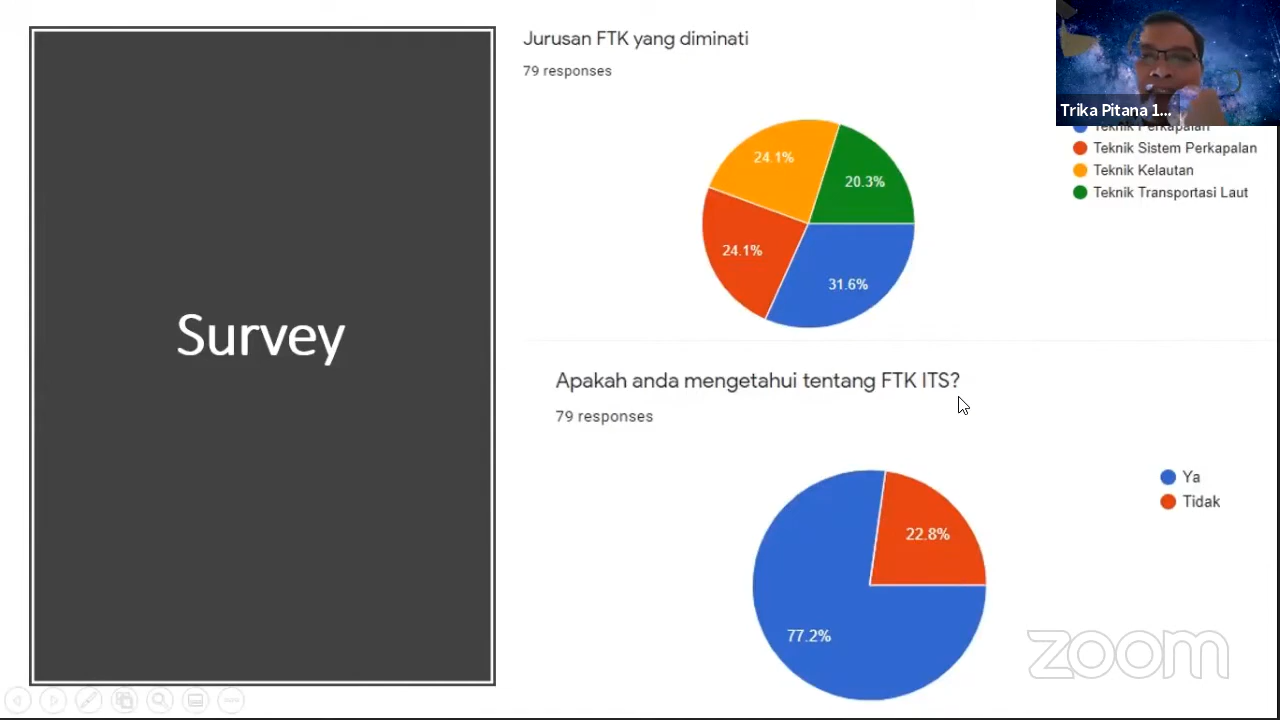 Survey
Jurusan FTK yang diminati
79 responses
24.1%
20.3%
24.1%
31.6%
Trika Pitana 1...
Teknik Perkapalan
Teknik Sistem Perkapalan
Teknik Kelautan
Teknik Transportasi Laut
Apakah anda mengetahui tentang FTK ITS?
79 responses
22.8%
77.2%
Ya
Tidak
zoom